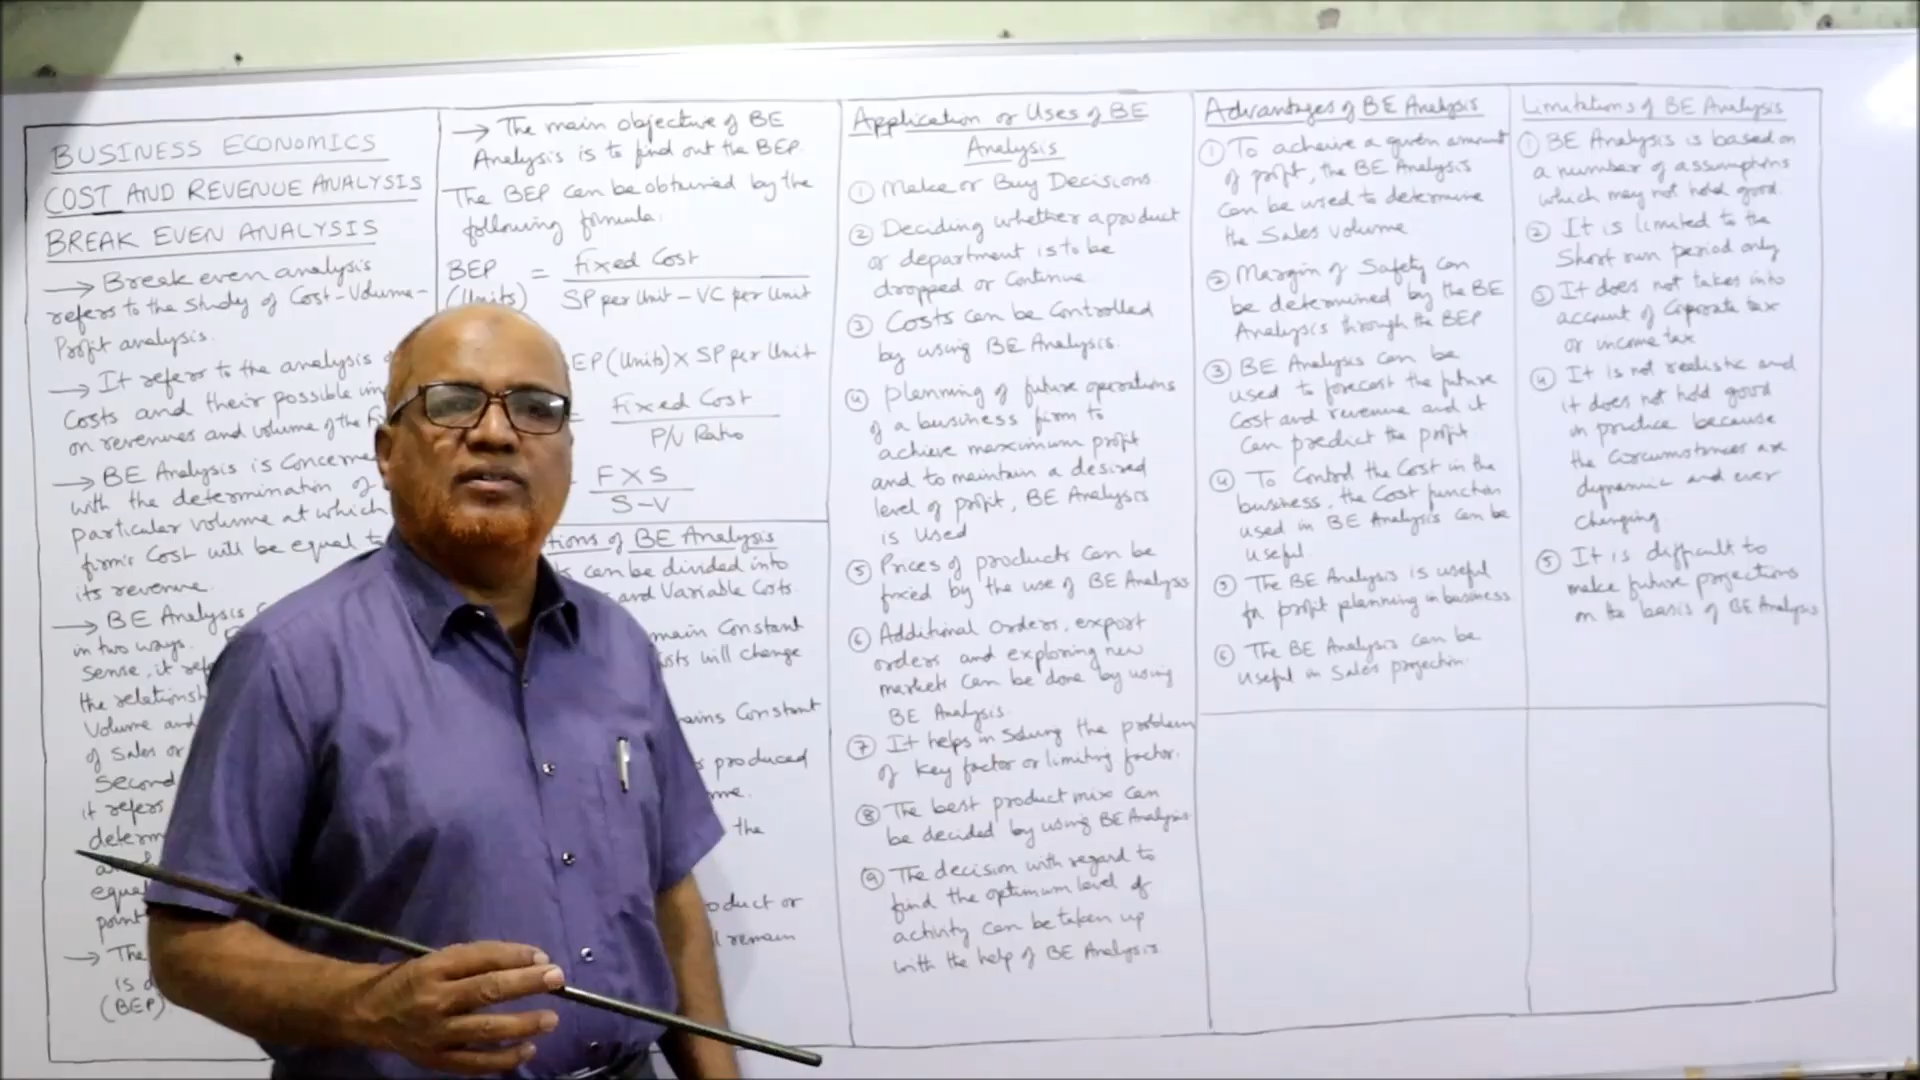 BUSINESS ECONOMICS
COST AND REVENUE ANALYSIS
BREAK EVEN ANALYSIS
→ Break even analysis
refers to the study of Cost-Volume-
Profit analysis.
→ It refers to the analysis
Costs and their possible
on revenues and volume of the
→ BE Analysis is
with the determination of
particular volume at which
firm's Cost will be equal
its revenue.
→ BE Analysis
in two ways.
Sense, it
the
Volume and
of Sales or
Second
it refers
point
→ The
is
(BEP)
→ The main objective of BE
Analysis is to find out the BEP.
The BEP can be obtained by the
following formula:
BEP (Units) = Fixed Cost
SP per Unit - VC per Unit
(Units) × SP per Unit
Fixed Cost
P/V Ratio
F X S
S-V
of BE Analysis
can be divided into
and Variable Costs.
Constant
will change
Constant
produced
the
or
remain
Application or Uses of BE
Analysis
① Make or Buy Decisions.
② Deciding whether a product
or department is to be
dropped or Continue
③ Costs can be Controlled
by using BE Analysis.
④ Planning of future operations
of a business firm to
achieve maximum profit
and to maintain a desired
level of profit, BE Analysis
is used
⑤ Prices of products can be
fixed by the use of BE Analysis
⑥ Additional orders, export
orders and exploring new
markets can be done by using
BE Analysis.
⑦ It helps in solving the problem
of key factor or limiting factor.
⑧ The best product mix can
be decided by using BE Analysis.
⑨ The decision with regard to
find the optimum level of
activity can be taken up
with the help of BE Analysis.
Advantages of BE Analysis
① To acheive a given amount
of profit, the BE Analysis
can be used to determine
the Sales volume
② Margin of Safety can
be determined by the BE
Analysis through the BEP
③ BE Analysis can be
used to forecast the future
Cost and revenue and it
can predict the profit.
④ To Control the Cost in the
business, the Cost function
used in BE Analysis can be
useful
⑤ The BE Analysis is useful
for profit planning in business
⑥ The BE Analysis can be
useful in Sales projection.
Limitations of BE Analysis
① BE Analysis is based on
a number of assumptions
which may not hold good.
② It is limited to the
Short run period only
③ It does not takes into
account of Coporate tax
or income tax
④ It is not realistic and
it does not hold good
in practice because
the Circumstances are
dynamic and ever
changing
⑤ It is difficult to
make future projections
on the basis of BE Analysis